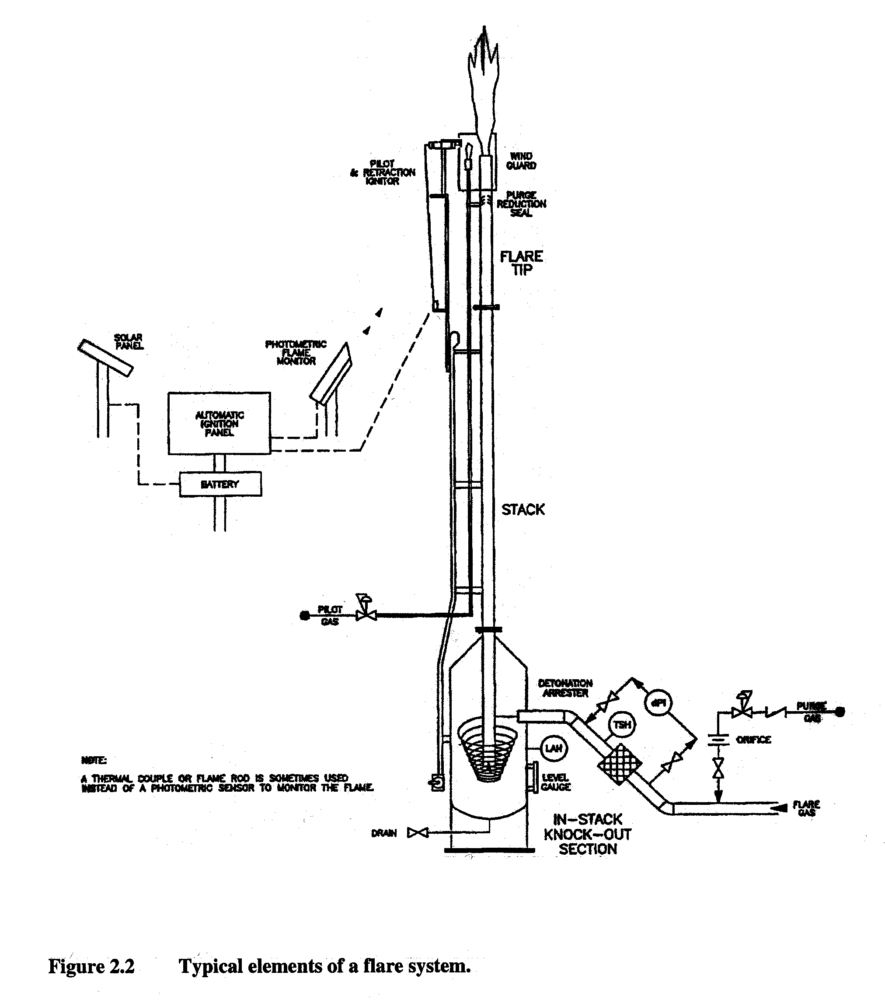 PILOT
& RETRACTION
IGNITOR
WIND
GUARD
PURGE
REDUCTION
SEAL
FLARE
TIP
SOLAR
PANEL
PHOTOMETRIC
FLAME
MONITOR
AUTOMATIC
IGNITION
PANEL
BATTERY
STACK
PILOT
GAS
DETONATION
ARRESTER
dPI
TSH
PURGE
GAS
ORIFICE
LAH
LEVEL
GAUGE
FLARE
GAS
NOTE:
A THERMAL COUPLE OR FLAME ROD IS SOMETIMES USED
INSTEAD OF A PHOTOMETRIC SENSOR TO MONITOR THE FLAME.
DRAIN
IN-STACK
KNOCK-OUT
SECTION
Figure 2.2 Typical elements of a flare system.